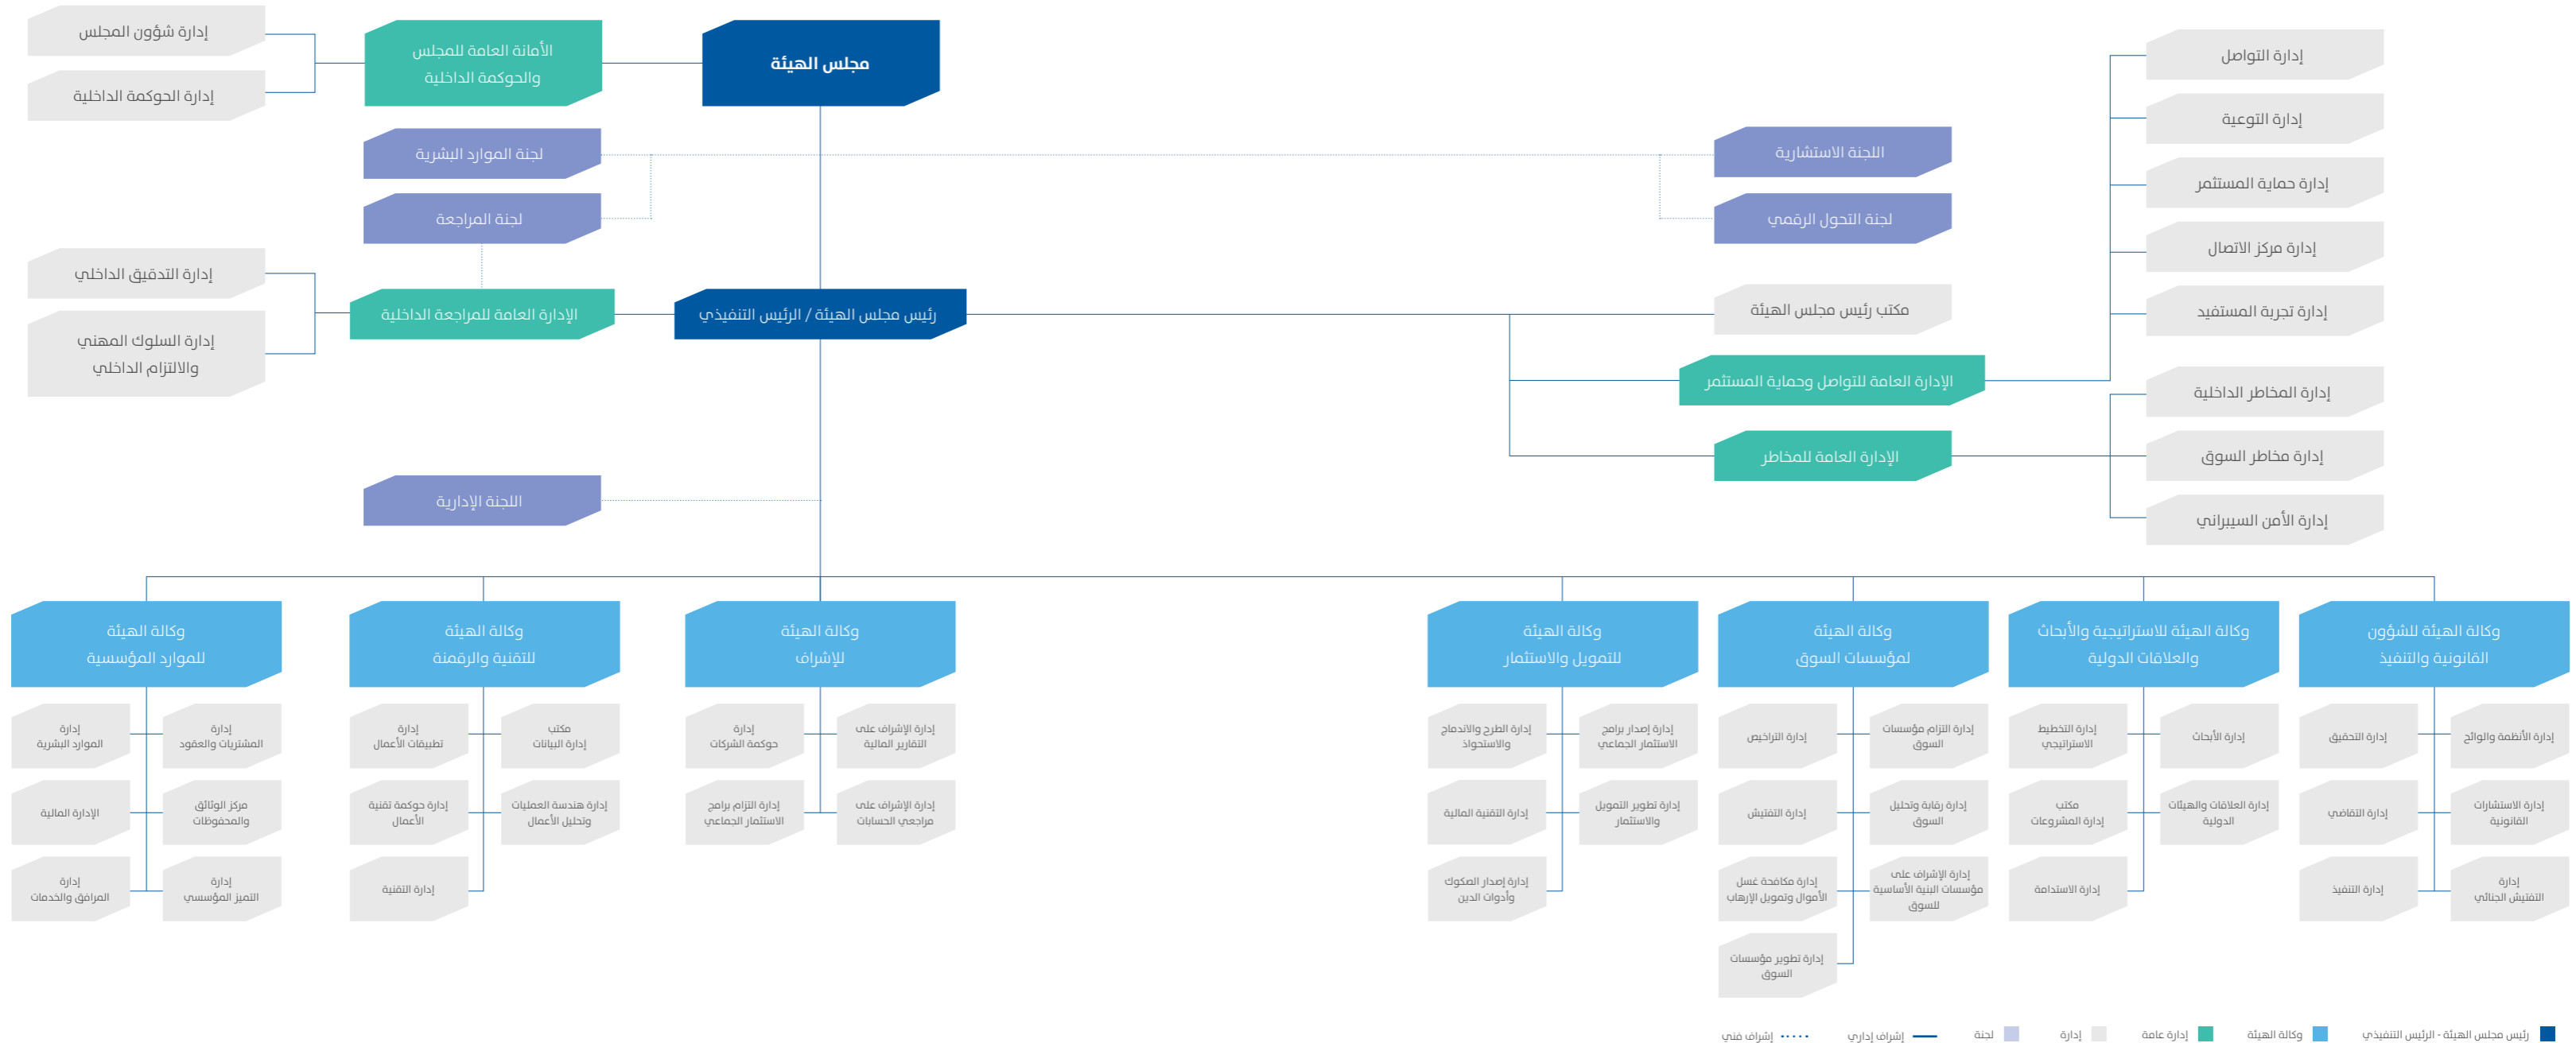 مجلس الهيئة
الأمانة العامة للمجلس
والحوكمة الداخلية
إدارة شؤون المجلس
إدارة الحوكمة الداخلية
إدارة التواصل
إدارة التوعية
إدارة حماية المستثمر
إدارة مركز الاتصال
إدارة تجربة المستفيد
اللجنة الاستشارية
لجنة التحول الرقمي
لجنة الموارد البشرية
لجنة المراجعة
رئيس مجلس الهيئة / الرئيس التنفيذي
الإدارة العامة للمراجعة الداخلية
إدارة التدقيق الداخلي
إدارة السلوك المهني
والالتزام الداخلي
مكتب رئيس مجلس الهيئة
الإدارة العامة للتواصل وحماية المستثمر
الإدارة العامة للمخاطر
إدارة المخاطر الداخلية
إدارة مخاطر السوق
إدارة الأمن السيبراني
اللجنة الإدارية
وكالة الهيئة للشؤون
القانونية والتنفيذ
إدارة الأنظمة والوائح
إدارة التحقيق
إدارة الاستشارات
القانونية
إدارة التقاضي
إدارة
التفتيش الجنائي
إدارة التنفيذ
وكالة الهيئة للاستراتيجية والأبحاث
والعلاقات الدولية
إدارة الأبحاث
إدارة التخطيط
الاستراتيجي
إدارة العلاقات والهيئات
الدولية
مكتب
إدارة المشروعات
إدارة الاستدامة
وكالة الهيئة
لمؤسسات السوق
إدارة التزام مؤسسات
السوق
إدارة التراخيص
إدارة رقابة وتحليل
السوق
إدارة التفتيش
إدارة الإشراف على
مؤسسات البنية الأساسية
للسوق
إدارة مكافحة غسل
الأموال وتمويل الإرهاب
إدارة تطوير مؤسسات
السوق
وكالة الهيئة
للتمويل والاستثمار
إدارة إصدار برامج
الاستثمار الجماعي
إدارة الطرح والاندماج
والاستحواذ
إدارة تطوير التمويل
والاستثمار
إدارة التقنية المالية
إدارة إصدار الصكوك
وأدوات الدين
وكالة الهيئة
للإشراف
إدارة الإشراف على
التقارير المالية
إدارة
حوكمة الشركات
إدارة الإشراف على
مراجعي الحسابات
إدارة التزام برامج
الاستثمار الجماعي
وكالة الهيئة
للتقنية والرقمنة
مكتب
إدارة البيانات
إدارة
تطبيقات الأعمال
إدارة هندسة العمليات
وتحليل الأعمال
إدارة حوكمة تقنية
الأعمال
إدارة التقنية
وكالة الهيئة
للموارد المؤسسية
إدارة
المشتريات والعقود
إدارة
الموارد البشرية
مركز الوثائق
والمحفوظات
الإدارة المالية
إدارة
التميز المؤسسي
إدارة
المرافق والخدمات
رئيس مجلس الهيئة - الرئيس التنفيذي
وكالة الهيئة
إدارة عامة
إدارة
لجنة
إشراف إداري
إشراف فني